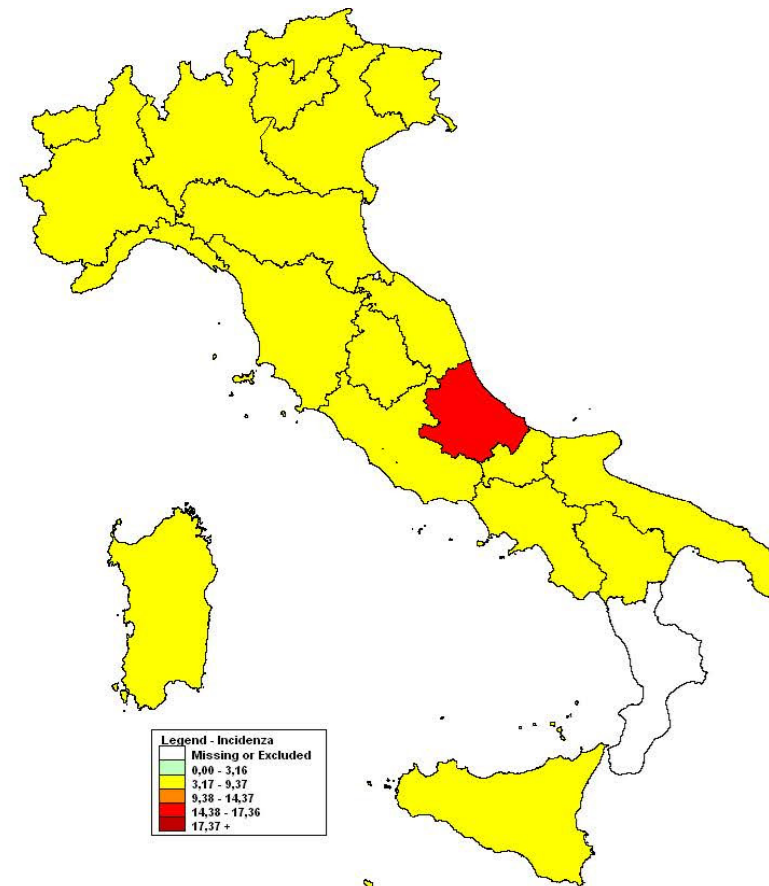 Legend - Incidenza
Missing or Excluded
0,00 - 3,16
3,17 - 9,37
9,38 - 14,37
14,38 - 17,36
17,37 +